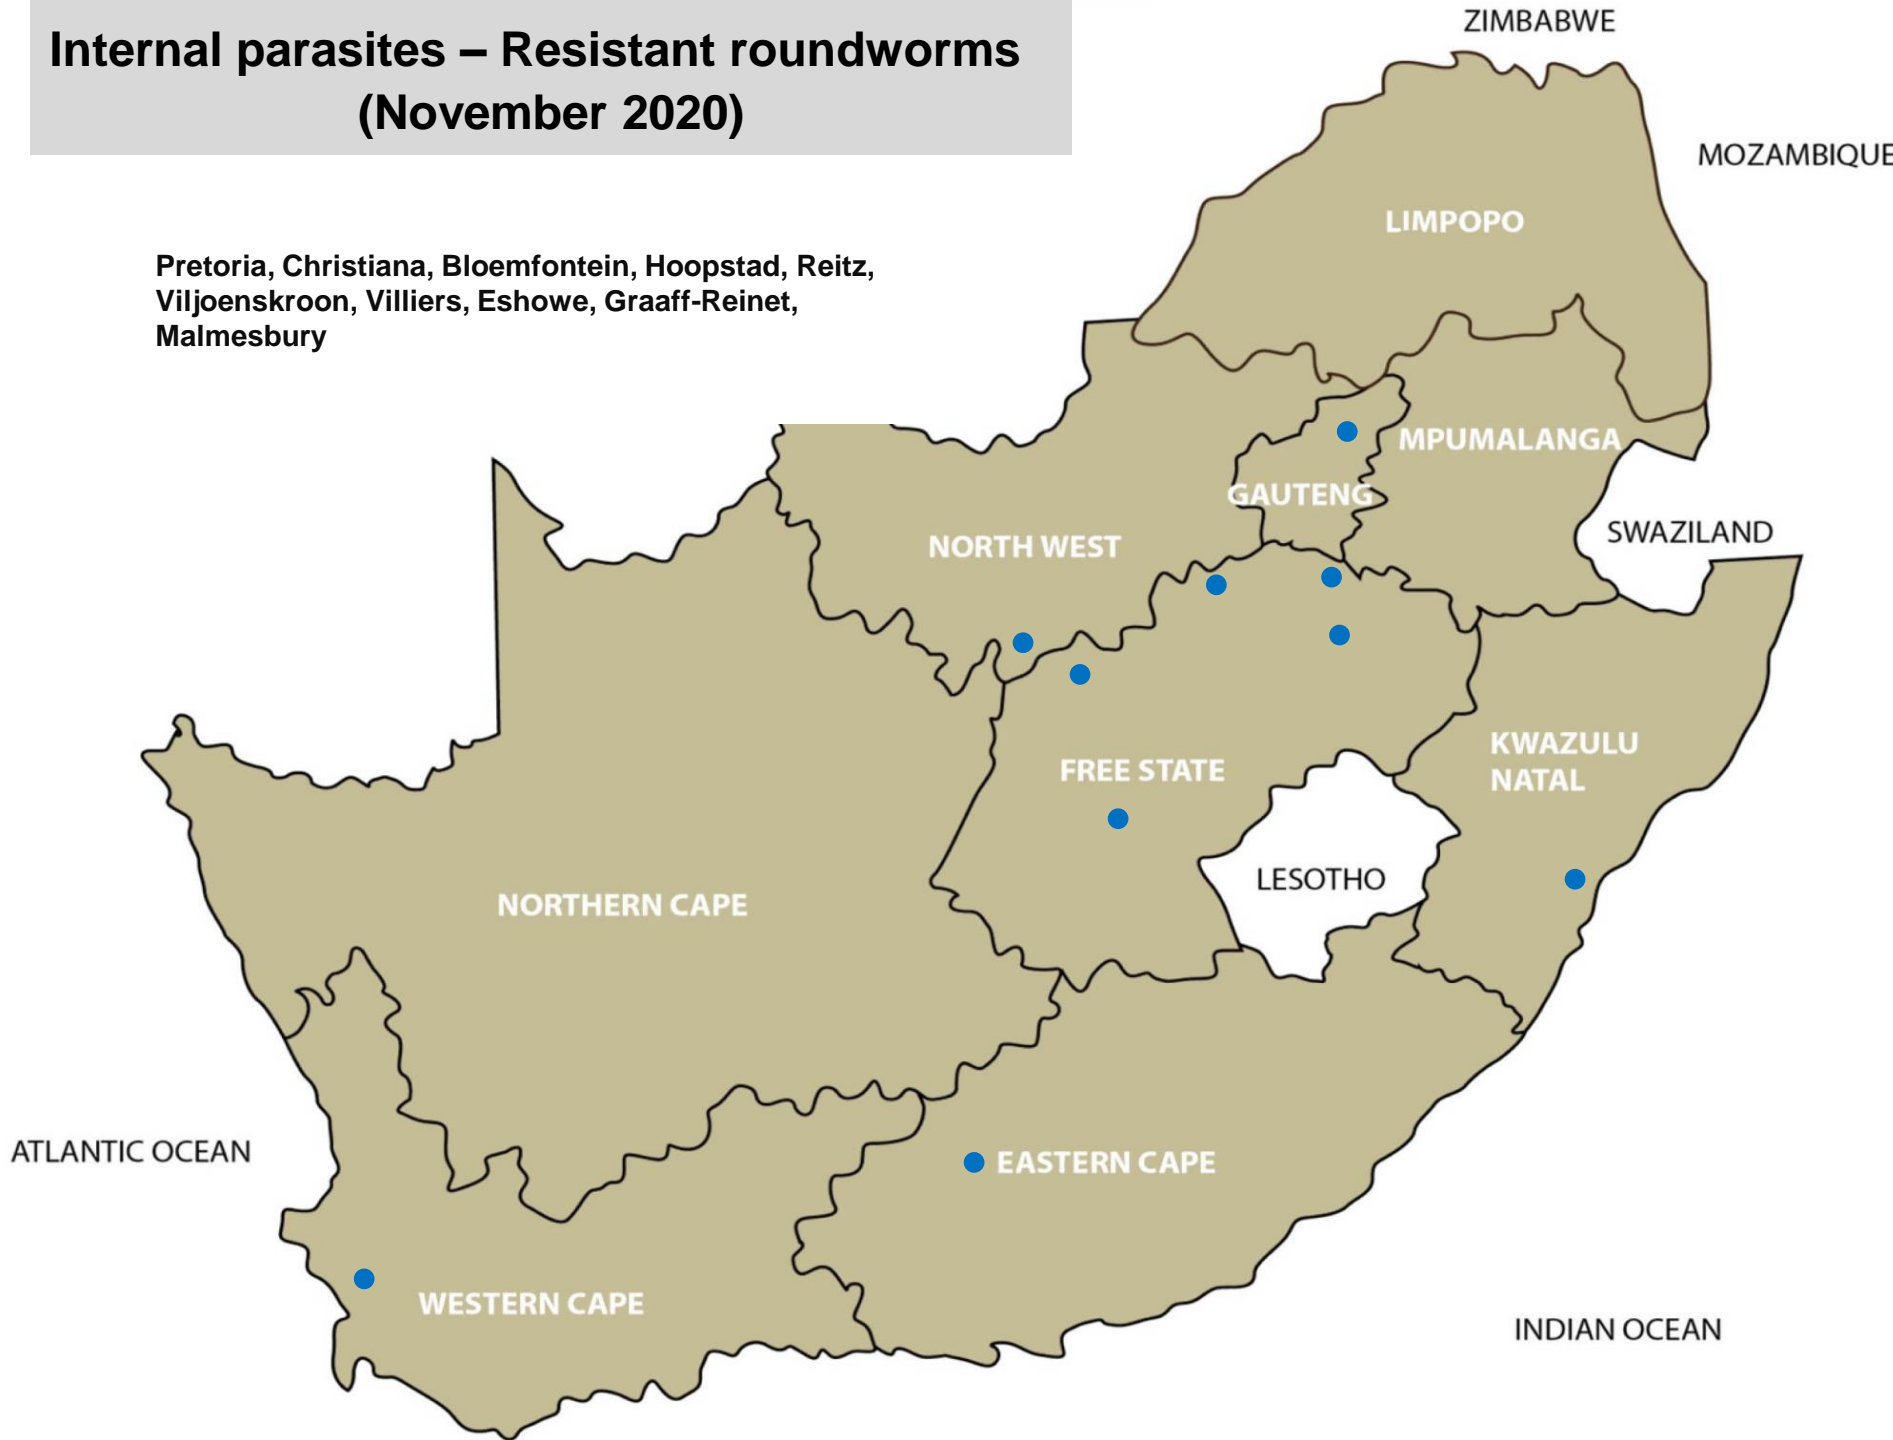 Internal parasites – Resistant roundworms
(November 2020)
ZIMBABWE
MOZAMBIQUE
LIMPOPO
Pretoria, Christiana, Bloemfontein, Hoopstad, Reitz,
Viljoenskroon, Villiers, Eshowe, Graaff-Reinet,
Malmesbury
MPUMALANGA
GAUTENG
NORTH WEST
SWAZILAND
KWAZULU
NATAL
FREE STATE
LESOTHO
NORTHERN CAPE
ATLANTIC OCEAN
EASTERN CAPE
WESTERN CAPE
INDIAN OCEAN